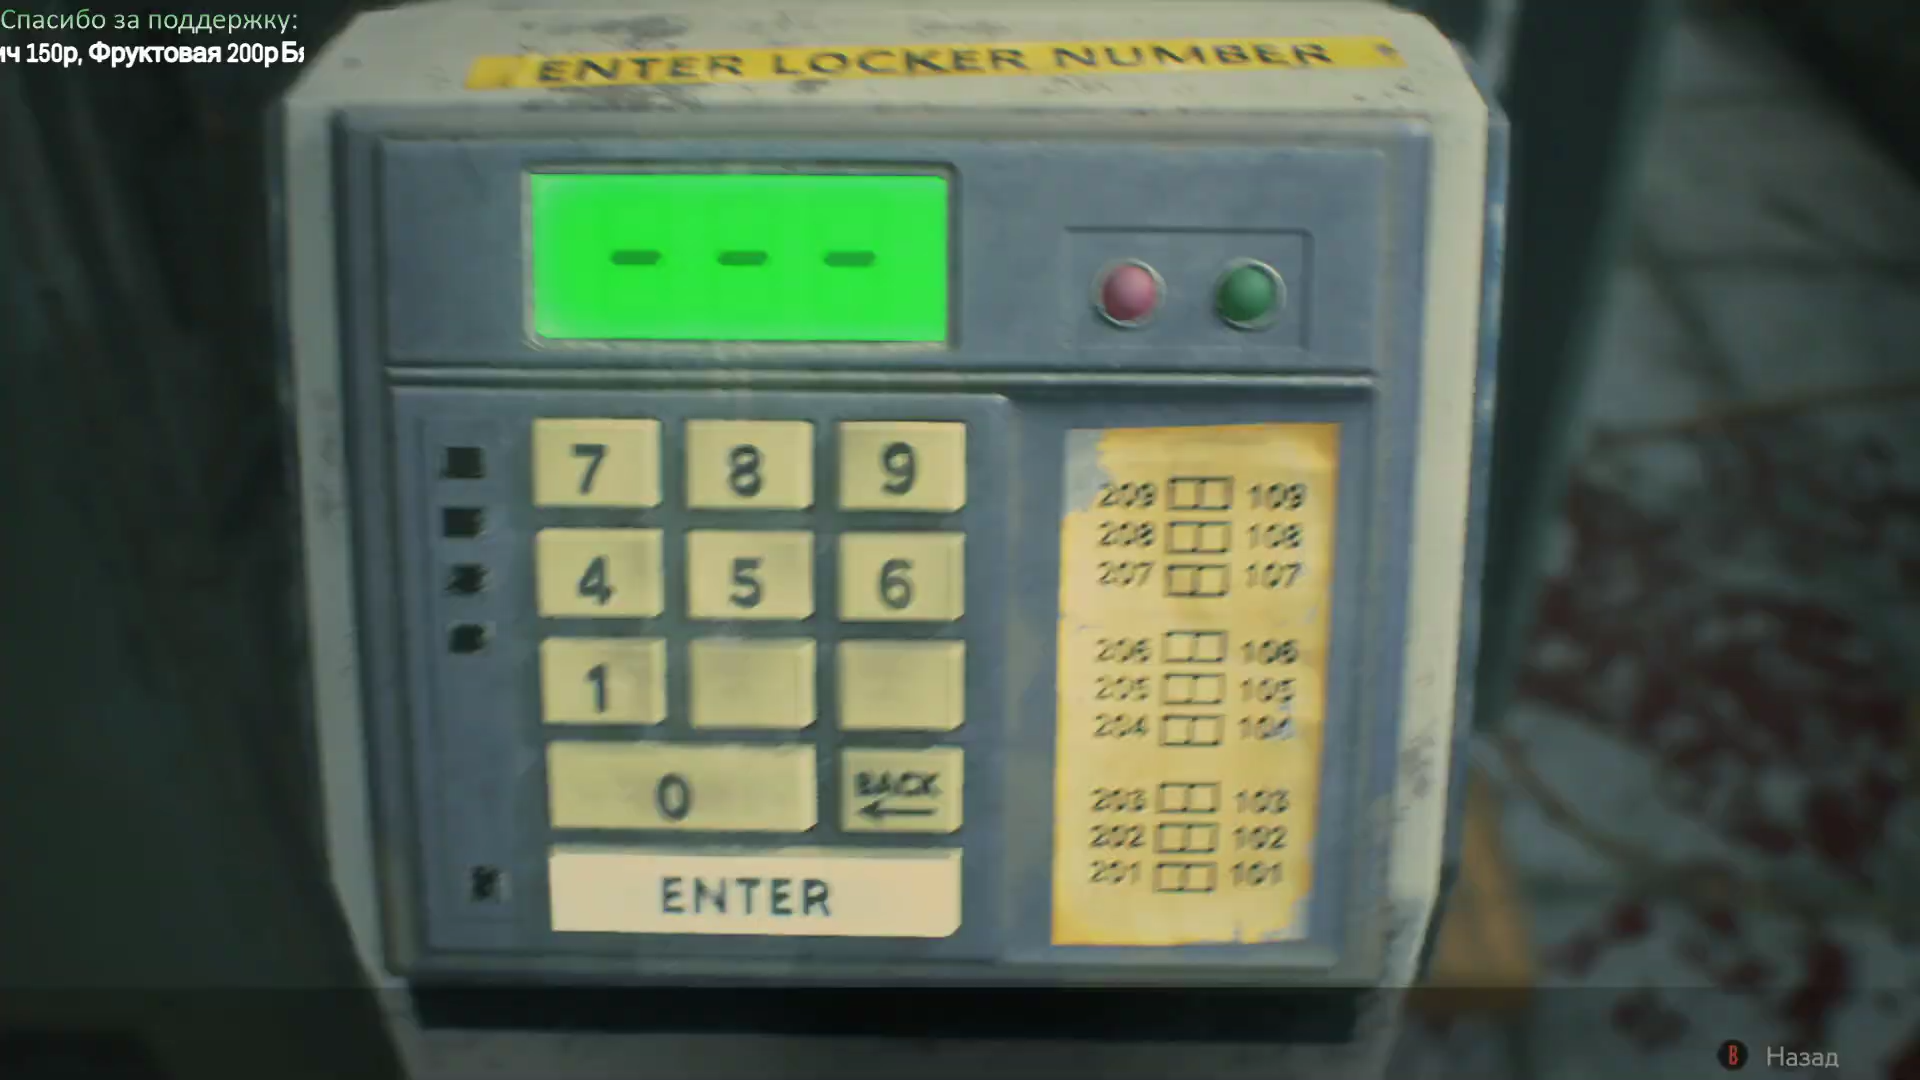 Спасибо за поддержку:
ич 150р, Фруктовая 200р Бя
ENTER LOCKER NUMBER
- - -
7 8 9
4 5 6
1
0 BACK
ENTER
209 109
208 108
207 107
206 106
205 105
204 104
203 103
202 102
201 101
B Назад